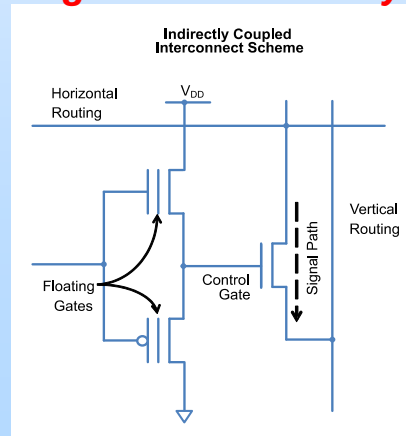 Indirectly Coupled
Interconnect Scheme
Horizontal
Routing
VDD
Vertical
Routing
Signal Path
Floating
Gates
Control
Gate